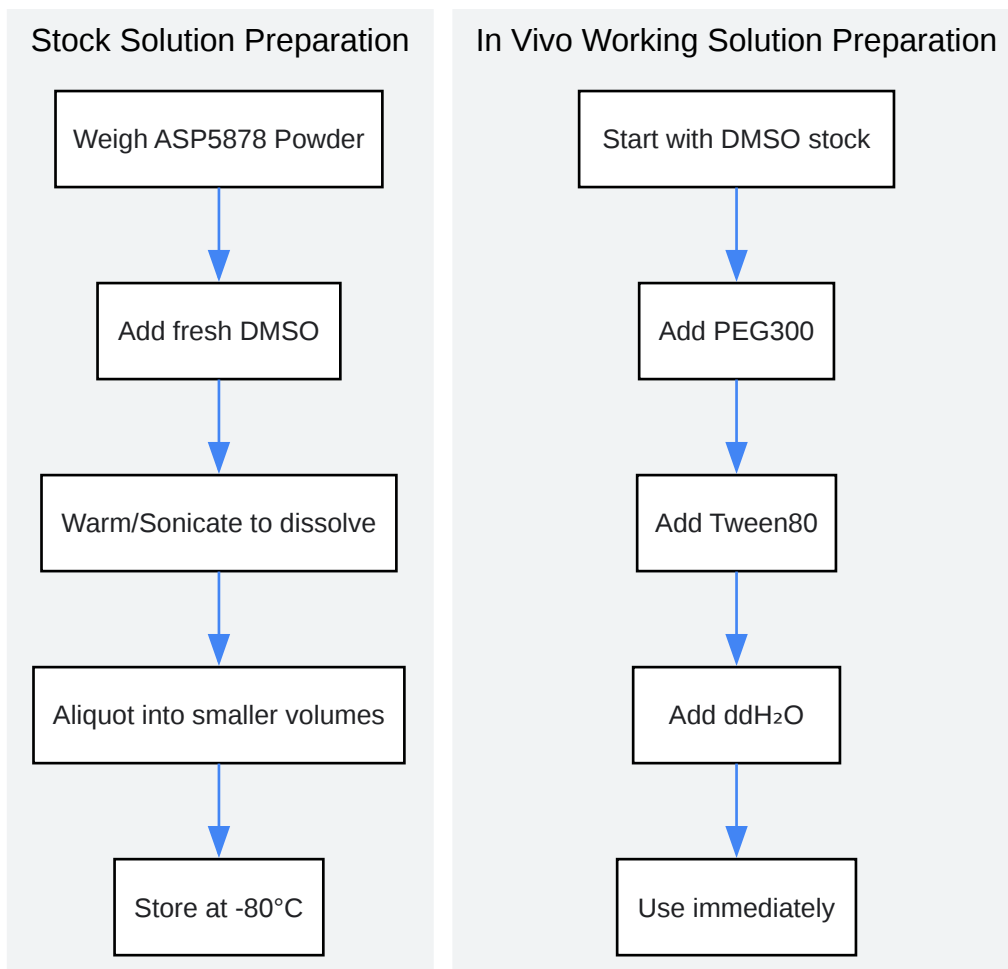 Stock Solution Preparation
Weigh ASP5878 Powder
Add fresh DMSO
Warm/Sonicate to dissolve
Aliquot into smaller volumes
Store at -80°C
In Vivo Working Solution Preparation
Start with DMSO stock
Add PEG300
Add Tween80
Add ddH₂O
Use immediately